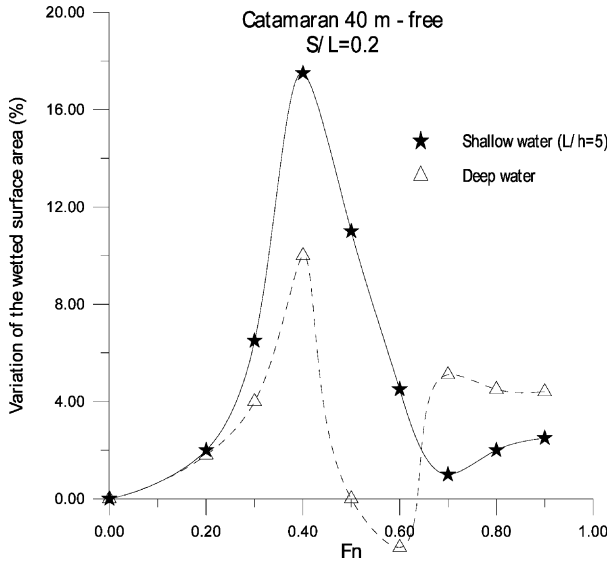 Catamaran 40 m - free
S/ L=0.2
Variation of the wetted surface area (%)
20.00
16.00
12.00
8.00
4.00
0.00
Shallow water (L/ h=5)
Deep water
0.00 0.20 0.40 0.60 0.80 1.00
Fn